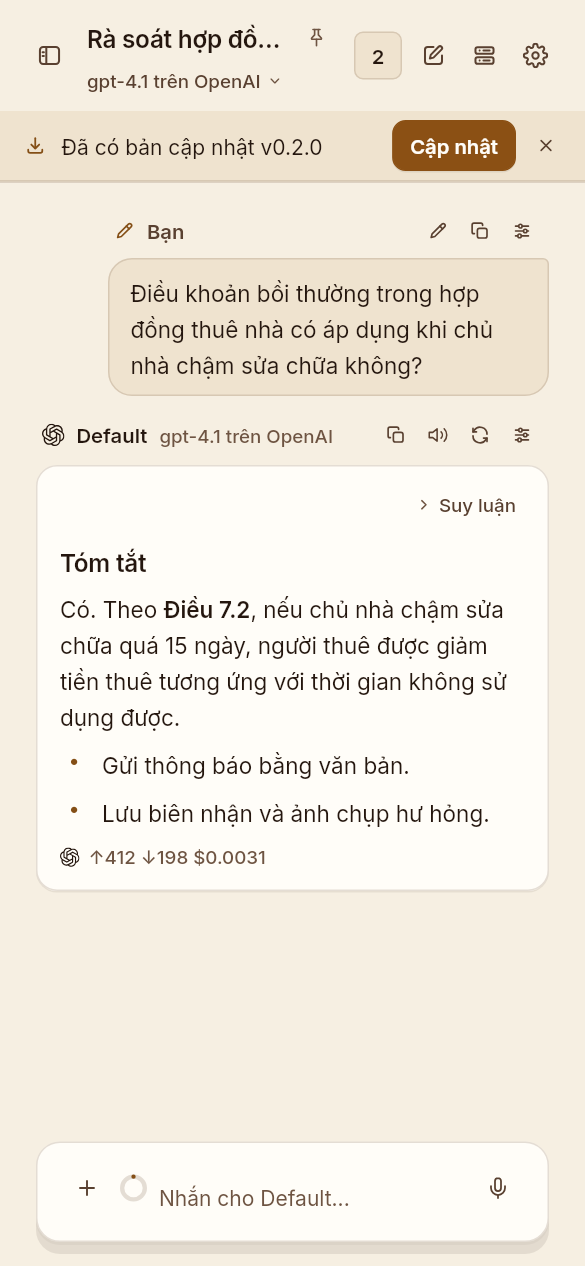 Rà soát hợp đồ...
gpt-4.1 trên OpenAI
2
Đã có bản cập nhật v0.2.0
Cập nhật
Bạn
Điều khoản bồi thường trong hợp
đồng thuê nhà có áp dụng khi chủ
nhà chậm sửa chữa không?
Default gpt-4.1 trên OpenAI
Suy luận
Tóm tắt
Có. Theo Điều 7.2, nếu chủ nhà chậm sửa
chữa quá 15 ngày, người thuê được giảm
tiền thuê tương ứng với thời gian không sử
dụng được.
• Gửi thông báo bằng văn bản.
• Lưu biên nhận và ảnh chụp hư hỏng.
↑412 ↓198 $0.0031
Nhắn cho Default...